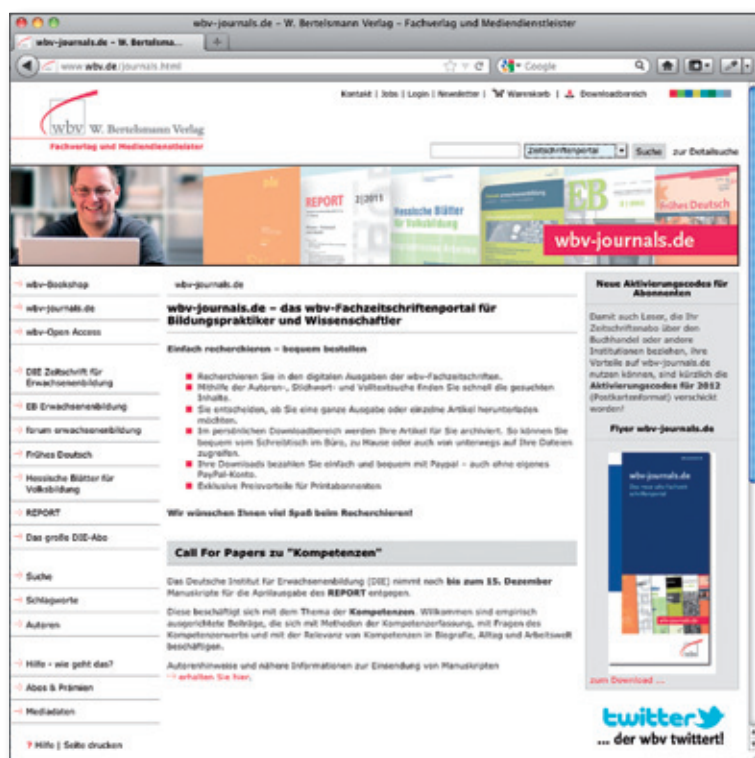 wbv-journals.de – W. Bertelsmann Verlag – Fachverlag und Mediendienstleister
wbv-journals.de – W. Bertelsma...
www.wbv.de/journals.html
Google
Kontakt | Jobs | Login | Newsletter | Warenkorb | Downloadbereich
wbv W. Bertelsmann Verlag
Fachverlag und Mediendienstleister
Zeitschriftenportal Suche zur Detailsuche
REPORT 2|2011
Hessische Blätter
für Volksbildung
EB
Frühes Deutsch
wbv-journals.de
wbv-Bookshop
wbv-journals.de
wbv-Open Access
DIE Zeitschrift für
Erwachsenenbildung
EB Erwachsenenbildung
forum erwachsenenbildung
Frühes Deutsch
Hessische Blätter für
Volksbildung
REPORT
Das große DIE-Abo
Suche
Schlagworte
Autoren
Hilfe - wie geht das?
Abos & Prämien
Mediadaten
? Hilfe | Seite drucken
wbv-journals.de
wbv-journals.de – das wbv-Fachzeitschriftenportal für
Bildungspraktiker und Wissenschaftler
Einfach recherchieren – bequem bestellen
Recherchieren Sie in den digitalen Ausgaben der wbv-Fachzeitschriften.
Mithilfe der Autoren-, Stichwort- und Volltextsuche finden Sie schnell die gesuchten
Inhalte.
Sie entscheiden, ob Sie eine ganze Ausgabe oder einzelne Artikel herunterladen
möchten.
Im persönlichen Downloadbereich werden Ihre Artikel für Sie archiviert. So können Sie
bequem vom Schreibtisch im Büro, zu Hause oder auch von unterwegs auf Ihre Dateien
zugreifen.
Ihre Downloads bezahlen Sie einfach und bequem mit Paypal – auch ohne eigenes
PayPal-Konto.
Exklusive Preisvorteile für Printabonnenten
Wir wünschen Ihnen viel Spaß beim Recherchieren!
Call For Papers zu "Kompetenzen"
Das Deutsche Institut für Erwachsenenbildung (DIE) nimmt noch bis zum 15. Dezember
Manuskripte für die Aprilausgabe des REPORT entgegen.
Diese beschäftigt sich mit dem Thema der Kompetenzen. Willkommen sind empirisch
ausgerichtete Beiträge, die sich mit Methoden der Kompetenzerfassung, mit Fragen des
Kompetenzerwerbs und mit der Relevanz von Kompetenzen in Biografie, Alltag und Arbeitswelt
beschäftigen.
Autorenhinweise und nähere Informationen zur Einsendung von Manuskripten
erhalten Sie hier.
Neue Aktivierungscodes für
Abonnenten
Damit auch Leser, die Ihr
Zeitschriftenabo über den
Buchhandel oder andere
Institutionen beziehen, ihre
Vorteile auf wbv-journals.de
nutzen können, sind kürzlich die
Aktivierungscodes für 2012
(Postkartenformat) verschickt
worden!
Flyer wbv-journals.de
wbv-journals.de
zum Download ...
twitter
... der wbv twittert!